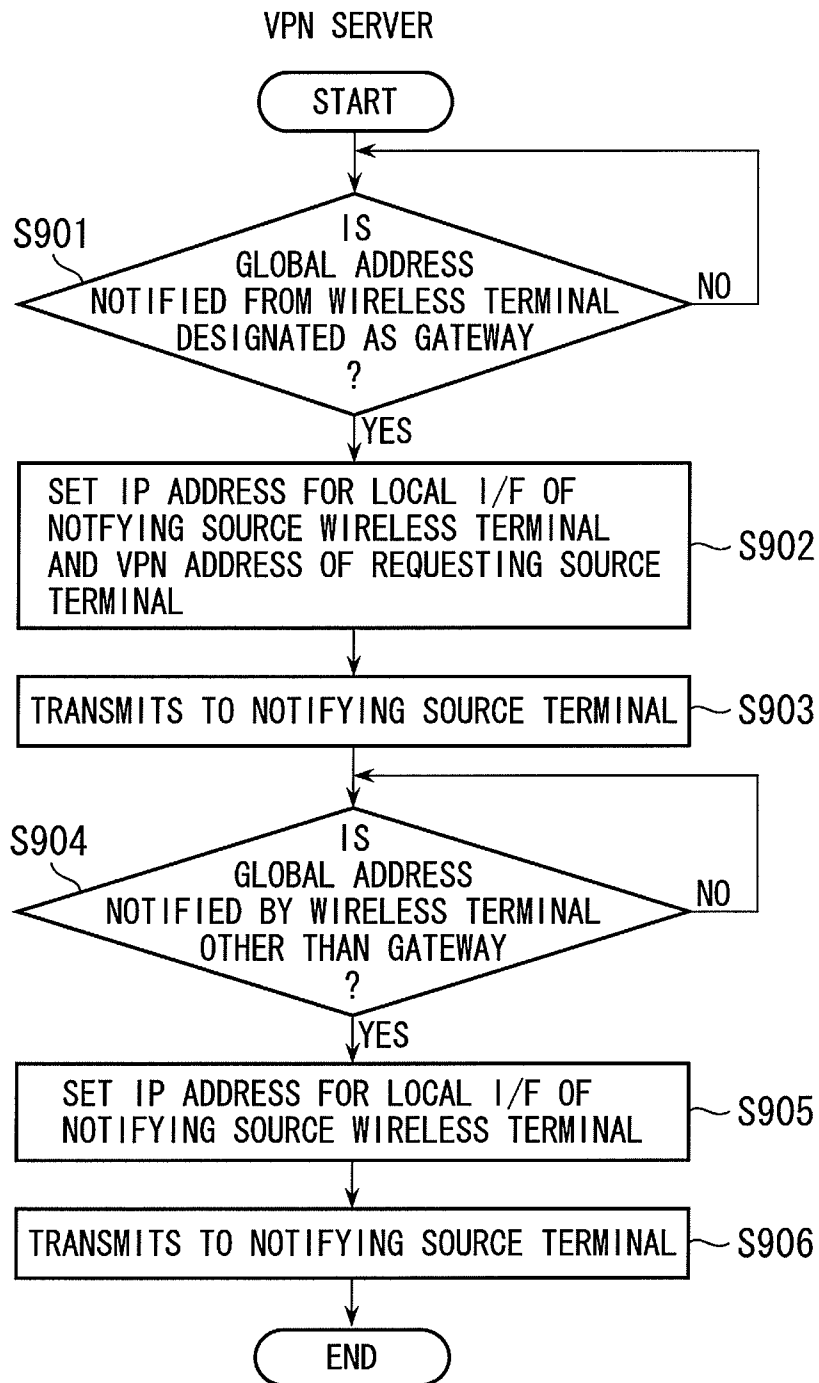 VPN SERVER
START
S901
IS
GLOBAL ADDRESS
NOTIFIED FROM WIRELESS TERMINAL
DESIGNATED AS GATEWAY
?
NO
YES
SET IP ADDRESS FOR LOCAL I/F OF
NOTFYING SOURCE WIRELESS TERMINAL
AND VPN ADDRESS OF REQUESTING SOURCE
TERMINAL
S902
TRANSMITS TO NOTIFYING SOURCE TERMINAL
S903
S904
IS
GLOBAL ADDRESS
NOTIFIED BY WIRELESS TERMINAL
OTHER THAN GATEWAY
?
NO
YES
SET IP ADDRESS FOR LOCAL I/F OF
NOTIFYING SOURCE WIRELESS TERMINAL
S905
TRANSMITS TO NOTIFYING SOURCE TERMINAL
S906
END